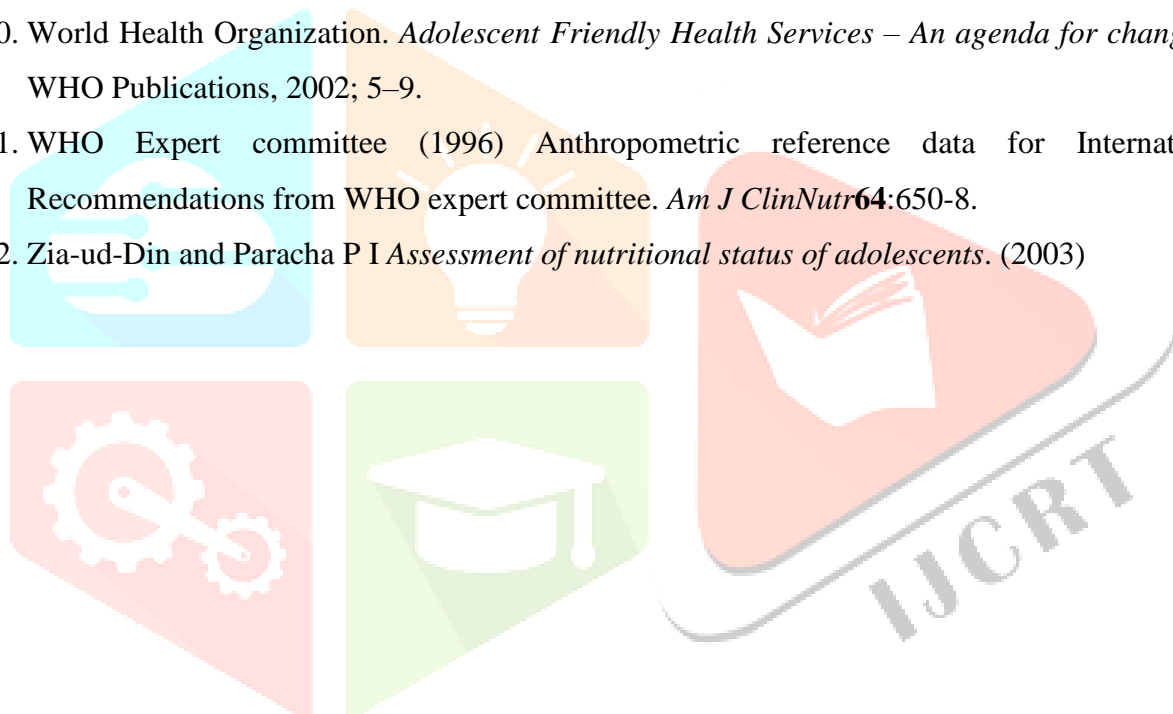 0. World Health Organization. Adolescent Friendly Health Services – An agenda for chang
WHO Publications, 2002; 5–9.
1. WHO Expert committee (1996) Anthropometric reference data for Internat
Recommendations from WHO expert committee. Am J ClinNutr64:650-8.
2. Zia-ud-Din and Paracha P I Assessment of nutritional status of adolescents. (2003)
IJCRT